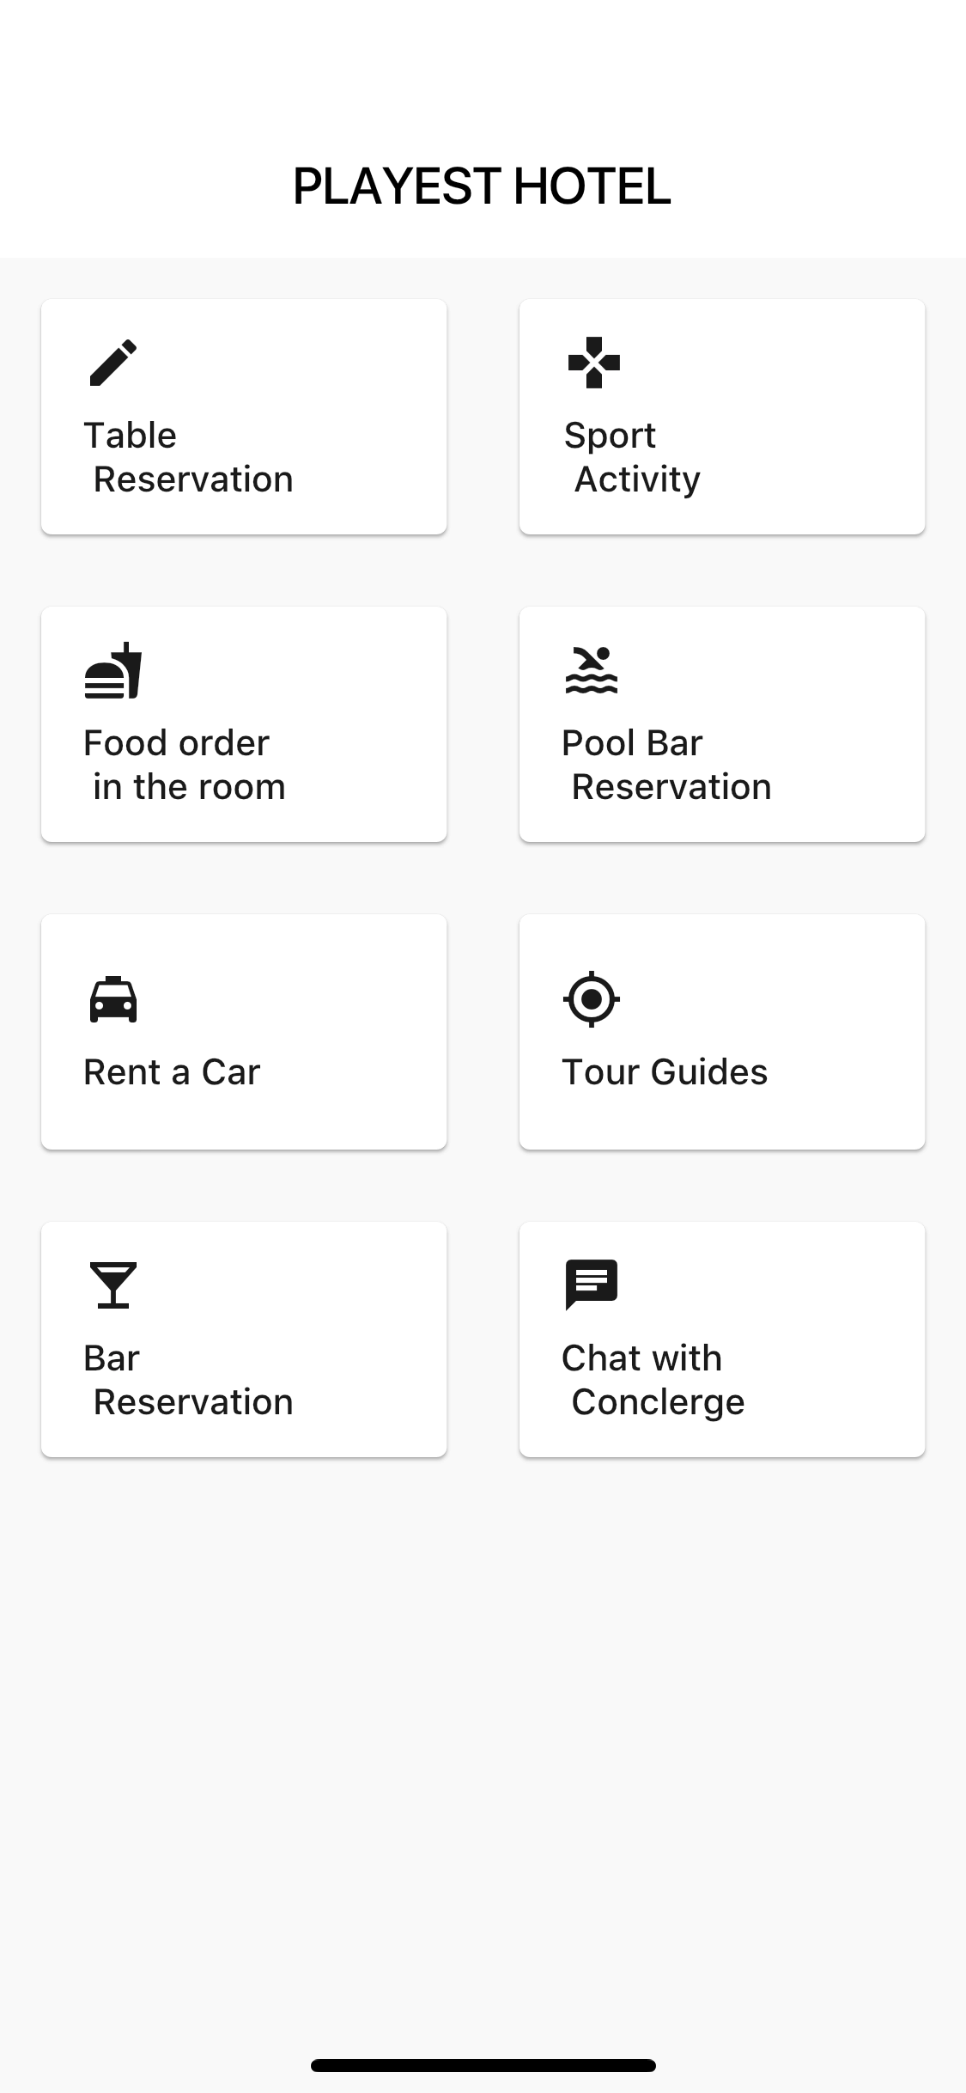 PLAYEST HOTEL
Table
Reservation
Sport
Activity
Food order
in the room
Pool Bar
Reservation
Rent a Car
Tour Guides
Bar
Reservation
Chat with
Conclerge